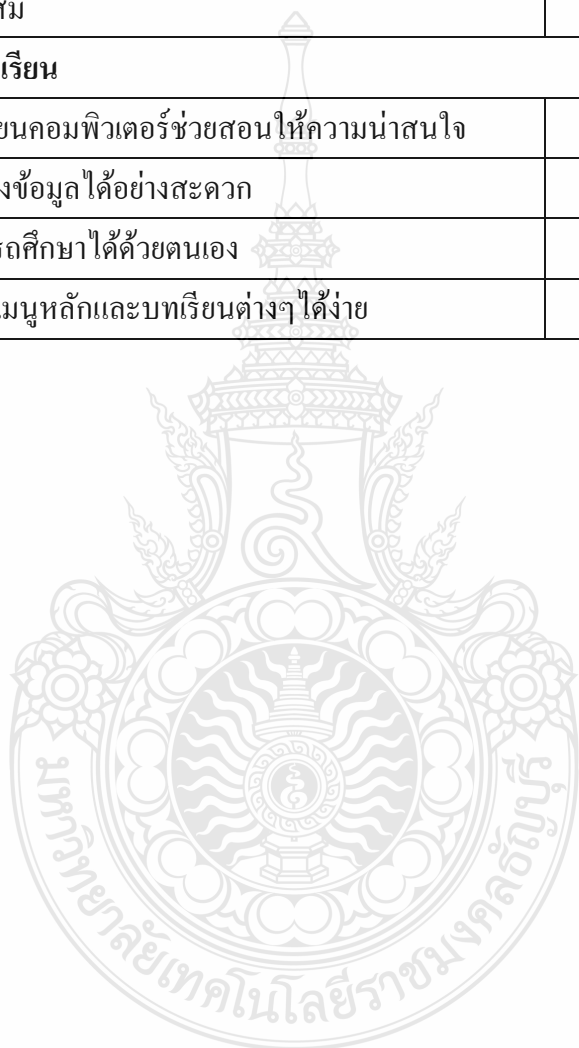 สม
เรียน
ยนคอมพิวเตอร์ช่วยสอนให้ความน่าสนใจ
งข้อมูลได้อย่างสะดวก
รถศึกษาได้ด้วยตนเอง
เมนูหลักและบทเรียนต่างๆได้ง่าย
มหาวิทยาลัยเทคโนโลยีราชมงคลธัญบุรี